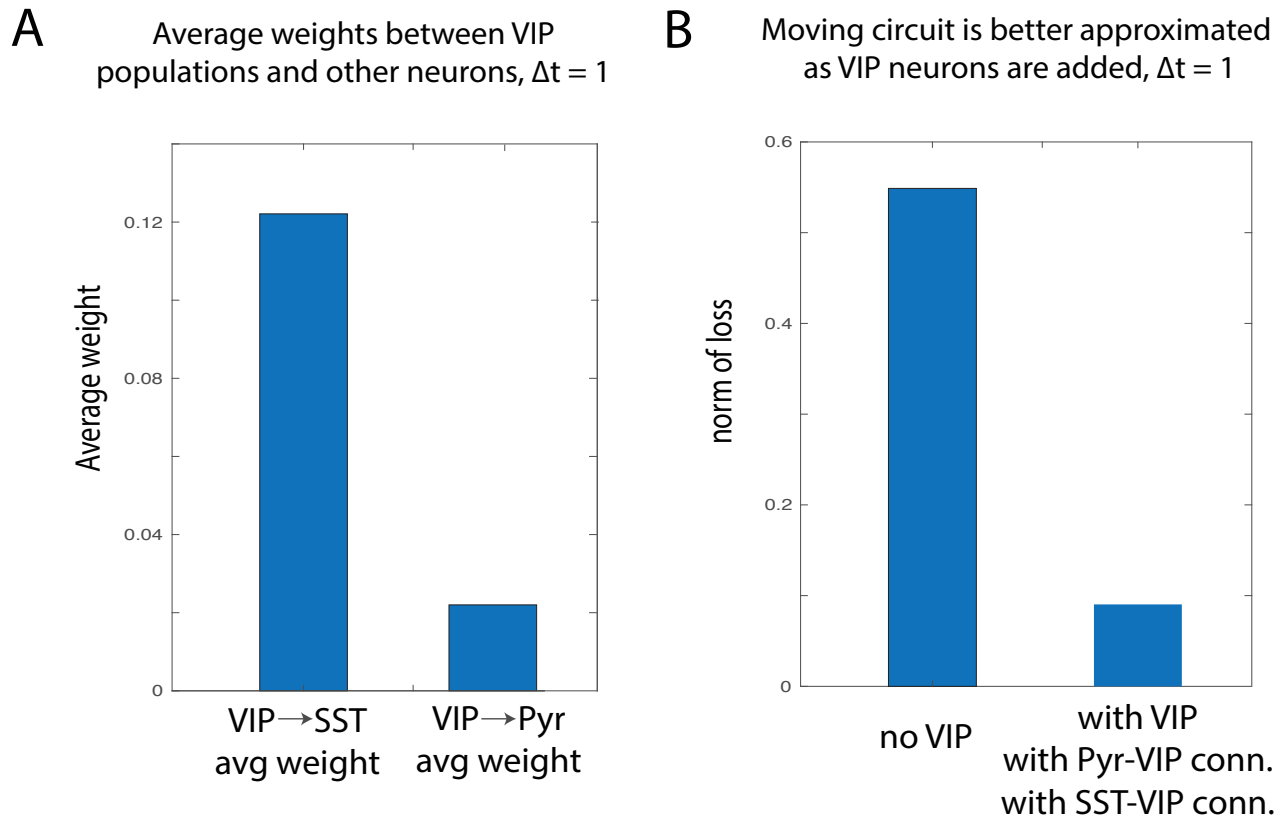 A
Average weights between VIP
populations and other neurons, Δt = 1
Average weight
0.12
0.08
0.04
0
VIP→SST
avg weight
VIP→Pyr
avg weight
B
Moving circuit is better approximated
as VIP neurons are added, Δt = 1
norm of loss
0.6
0.4
0.2
0
no VIP
with VIP
with Pyr-VIP conn.
with SST-VIP conn.